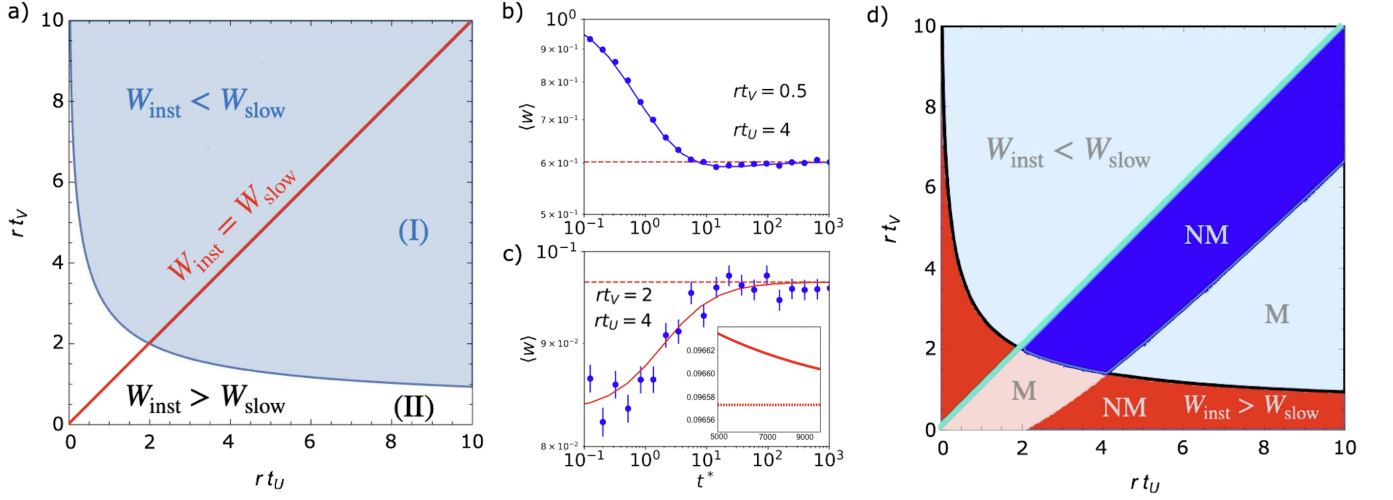 a)
10
8
6
4
2
0
r t_V
W_inst < W_slow
W_inst = W_slow
(I)
W_inst > W_slow
(II)
0 2 4 6 8 10
r t_U
b)
10^0
9 × 10^-1
8 × 10^-1
7 × 10^-1
6 × 10^-1
5 × 10^-1
⟨w⟩
rt_V = 0.5
rt_U = 4
10^-1 10^0 10^1 10^2 10^3
c)
10^-1
9 × 10^-2
8 × 10^-2
⟨w⟩
rt_V = 2
rt_U = 4
0.09662
0.09660
0.09658
0.09656
5000 7000 9000
10^-1 10^0 10^1 10^2 10^3
t*
d)
10
8
6
4
2
0
r t_V
W_inst < W_slow
NM
M
M
NM
W_inst > W_slow
0 2 4 6 8 10
r t_U